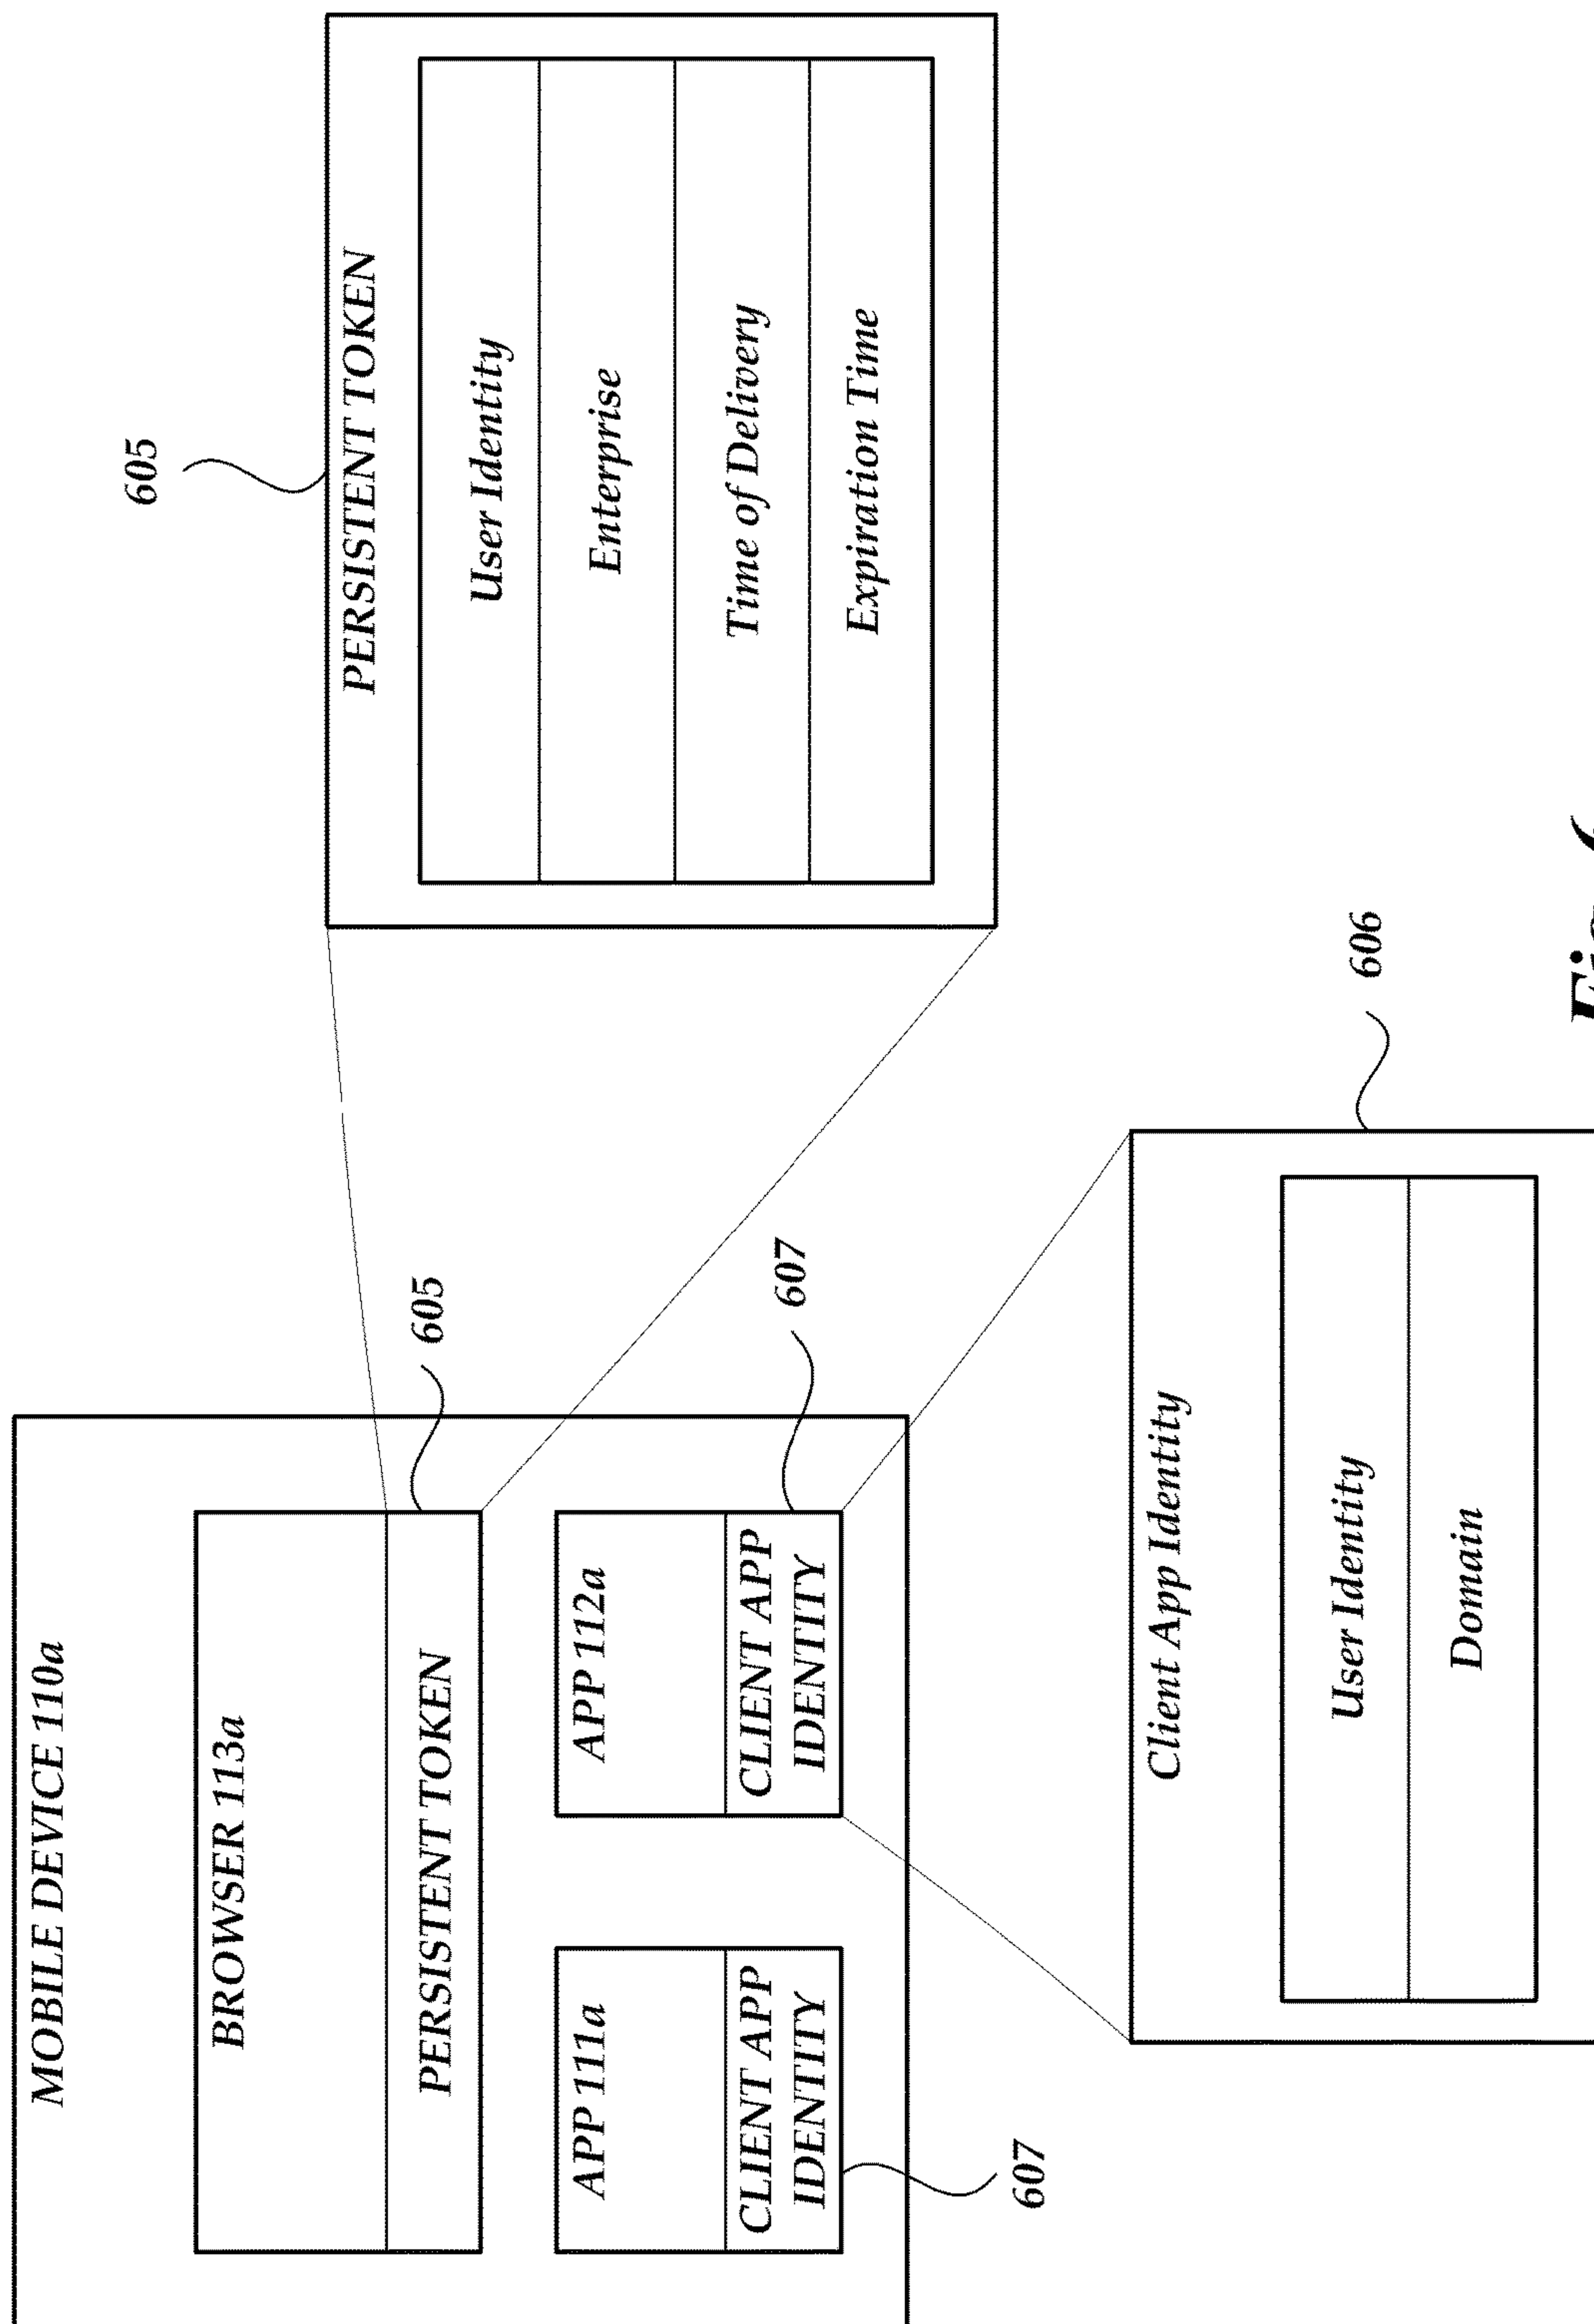 MOBILE DEVICE 110a
BROWSER 113a
PERSISTENT TOKEN
605
APP 111a
CLIENT APP
IDENTITY
607
APP 112a
CLIENT APP
IDENTITY
607
605
PERSISTENT TOKEN
User Identity
Enterprise
Time of Delivery
Expiration Time
606
Client App Identity
User Identity
Domain